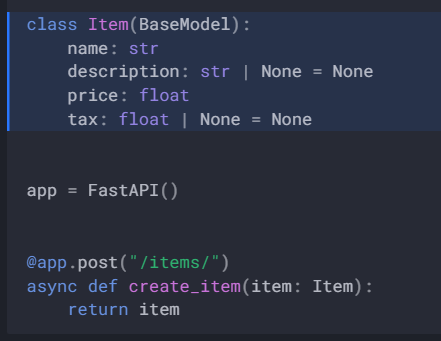 class Item(BaseModel):
    name: str
    description: str | None = None
    price: float
    tax: float | None = None
app = FastAPI()
@app.post("/items/")
async def create_item(item: Item):
    return item